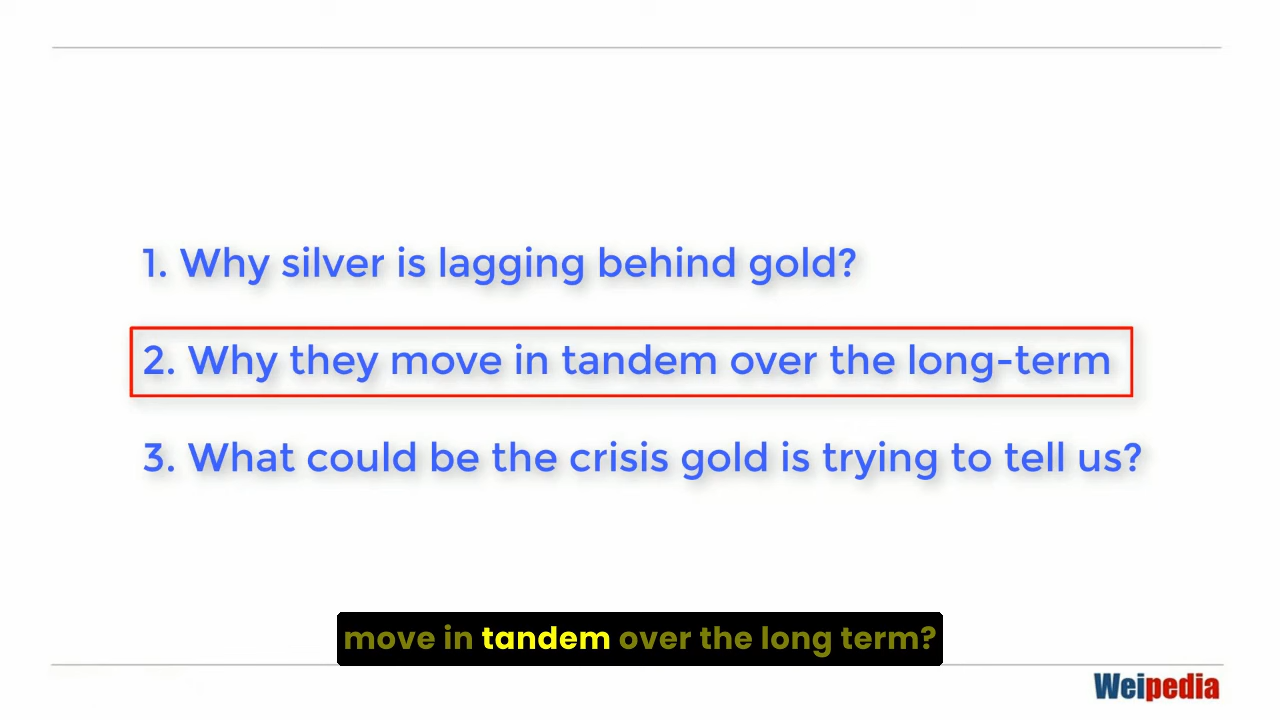 1. Why silver is lagging behind gold?
2. Why they move in tandem over the long-term
3. What could be the crisis gold is trying to tell us?
move in tandem over the long term?
Weipedia